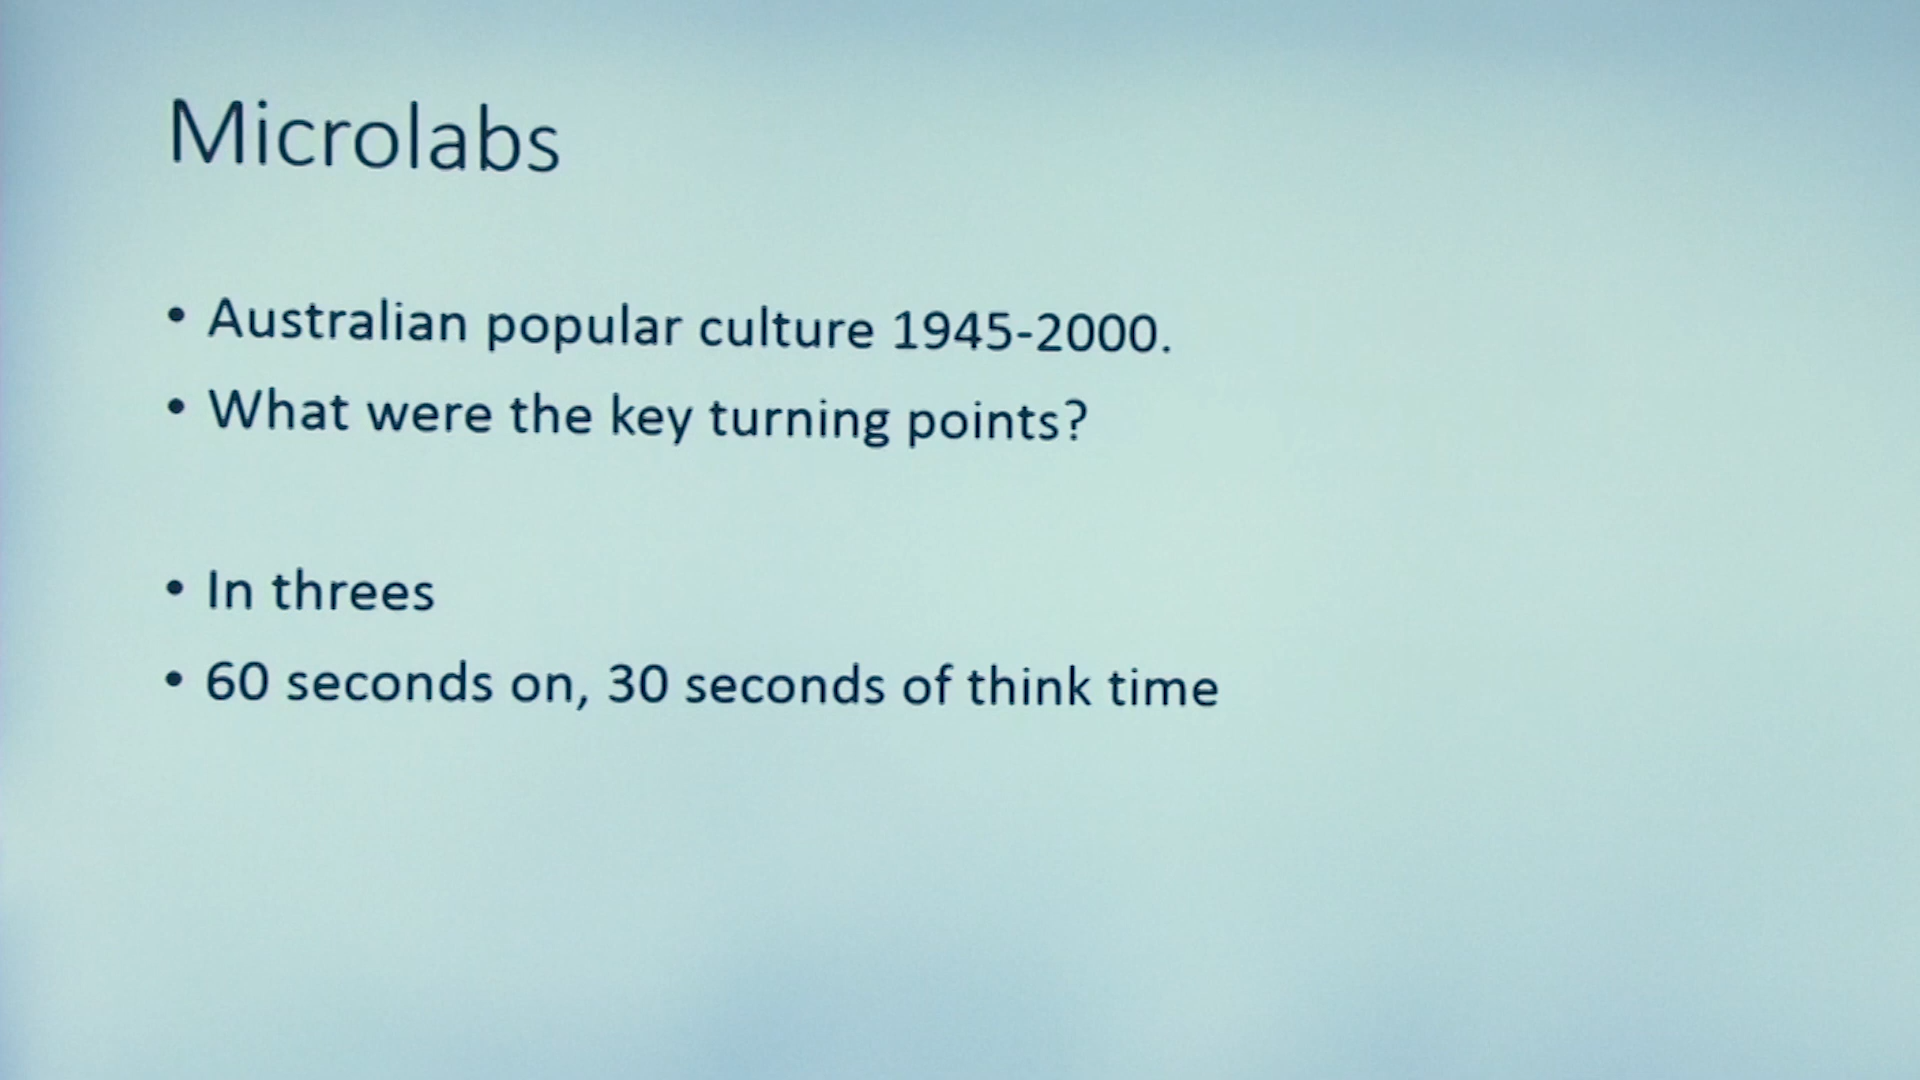 Microlabs
• Australian popular culture 1945-2000.
• What were the key turning points?
• In threes
• 60 seconds on, 30 seconds of think time